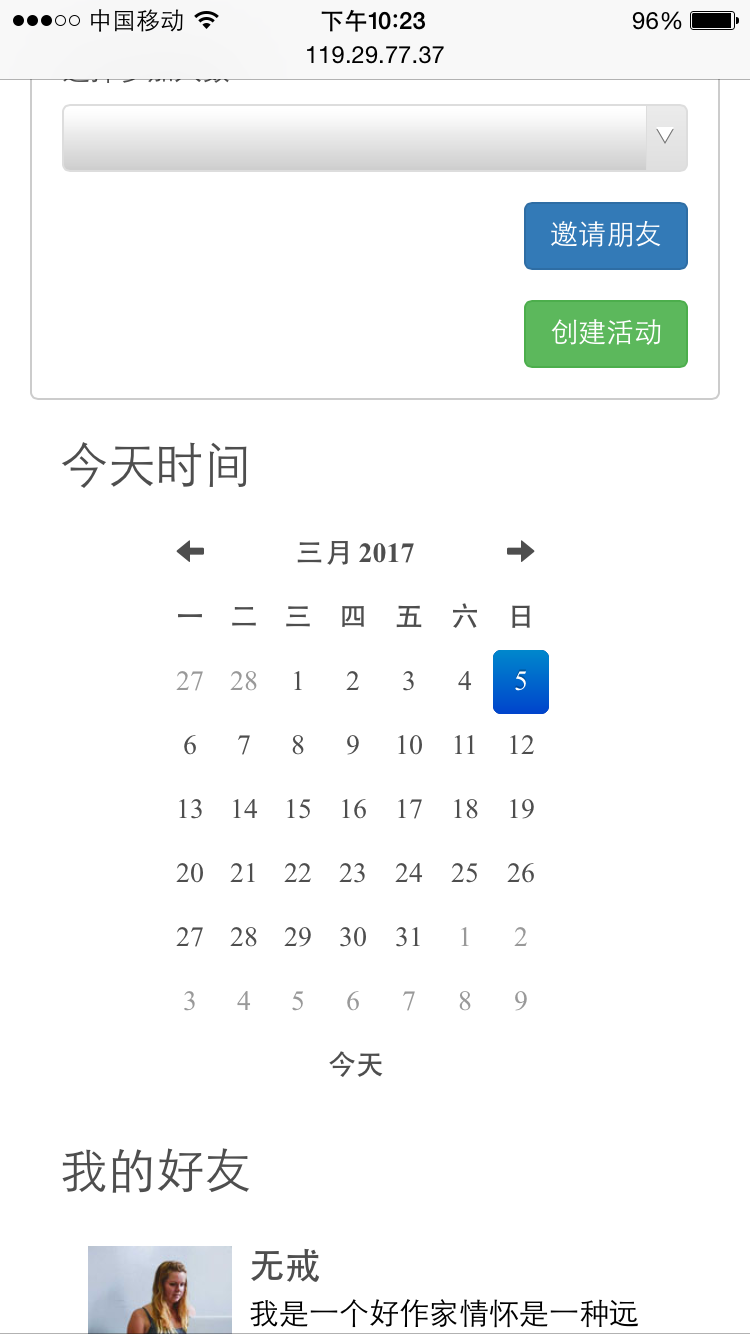 中国移动 下午10:23 96%
119.29.77.37
邀请朋友
创建活动
今天时间
三月 2017
一 二 三 四 五 六 日
27 28 1 2 3 4 5
6 7 8 9 10 11 12
13 14 15 16 17 18 19
20 21 22 23 24 25 26
27 28 29 30 31 1 2
3 4 5 6 7 8 9
今天
我的好友
无戒
我是一个好作家情怀是一种远